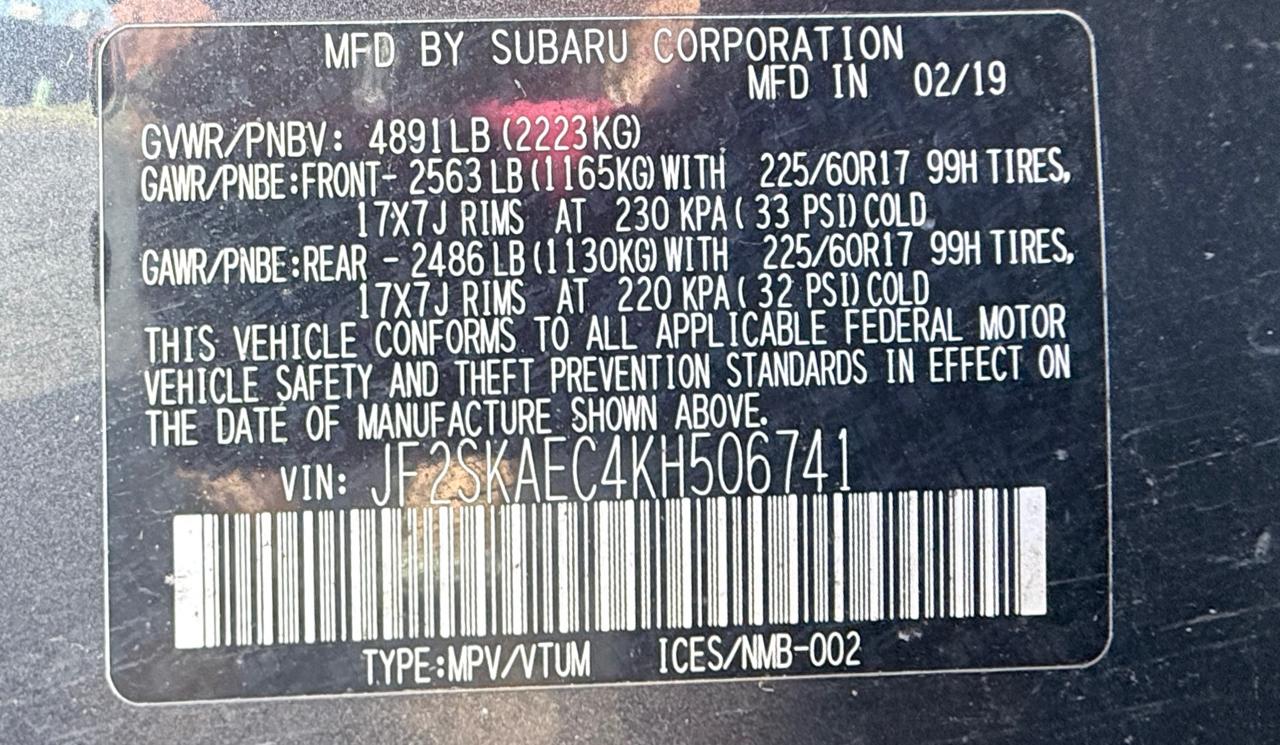 MFD BY SUBARU CORPORATION
MFD IN 02/19
GVWR/PNBV: 4891LB (2223KG)
GAWR/PNBE:FRONT- 2563 LB (1165KG) WITH 225/60R17 99H TIRES,
17X7J RIMS AT 230 KPA ( 33 PSI) COLD
GAWR/PNBE:REAR - 2486 LB (1130KG) WITH 225/60R17 99H TIRES,
17X7J RIMS AT 220 KPA ( 32 PSI) COLD
THIS VEHICLE CONFORMS TO ALL APPLICABLE FEDERAL MOTOR
VEHICLE SAFETY AND THEFT PREVENTION STANDARDS IN EFFECT ON
THE DATE OF MANUFACTURE SHOWN ABOVE.
VIN: JF2SKAEC4KH506741
TYPE:MPV/VTUM ICES/NMB-002